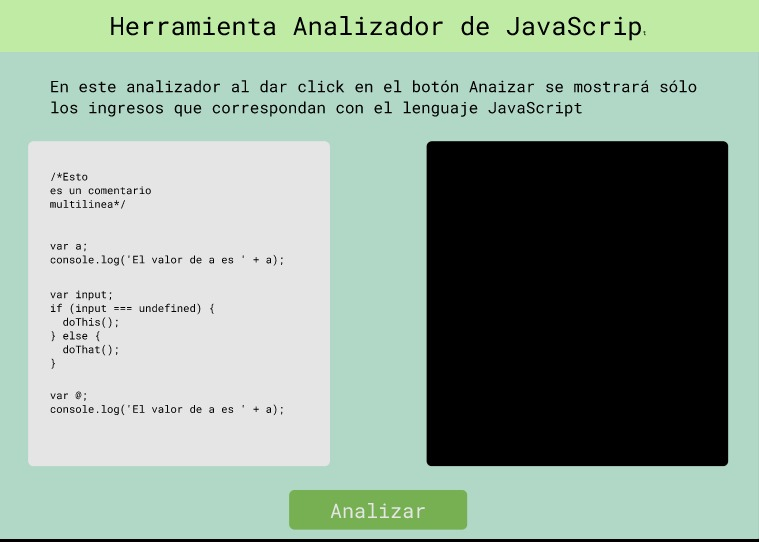 Herramienta Analizador de JavaScript
En este analizador al dar click en el botón Anaizar se mostrará sólo
los ingresos que correspondan con el lenguaje JavaScript
/*Esto
es un comentario
multilinea*/
var a;
console.log('El valor de a es ' + a);
var input;
if (input === undefined) {
  doThis();
} else {
  doThat();
}
var @;
console.log('El valor de a es ' + a);
Analizar